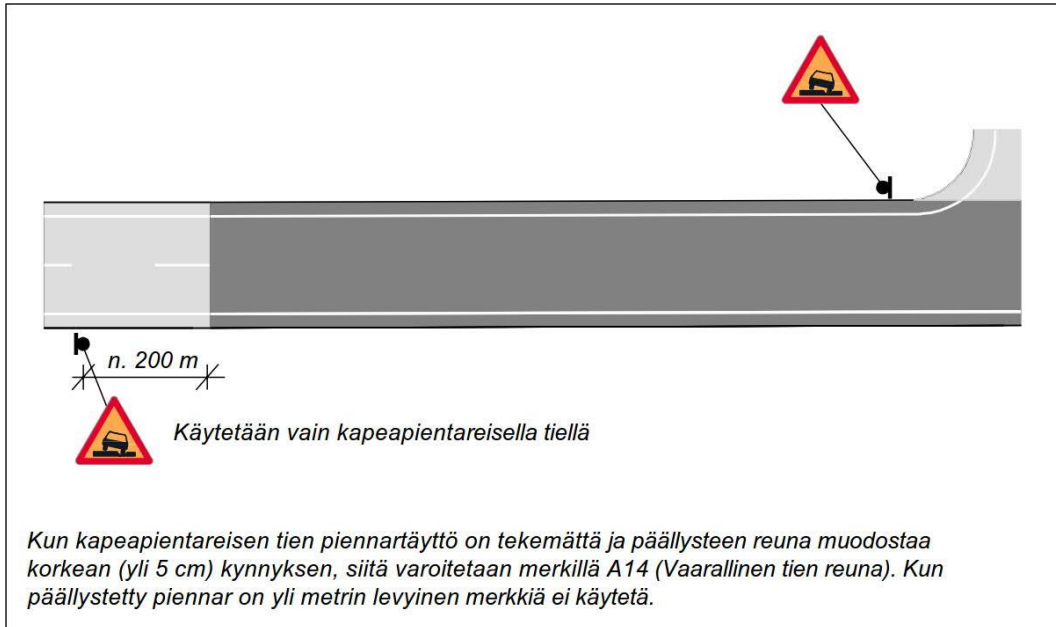 n. 200 m
Käytetään vain kapeapientareisella tiellä
Kun kapeapientareisen tien piennartäyttö on tekemättä ja päällysteen reuna muodostaa
korkean (yli 5 cm) kynnyksen, siitä varoitetaan merkillä A14 (Vaarallinen tien reuna). Kun
päällystetty piennar on yli metrin levyinen merkkiä ei käytetä.